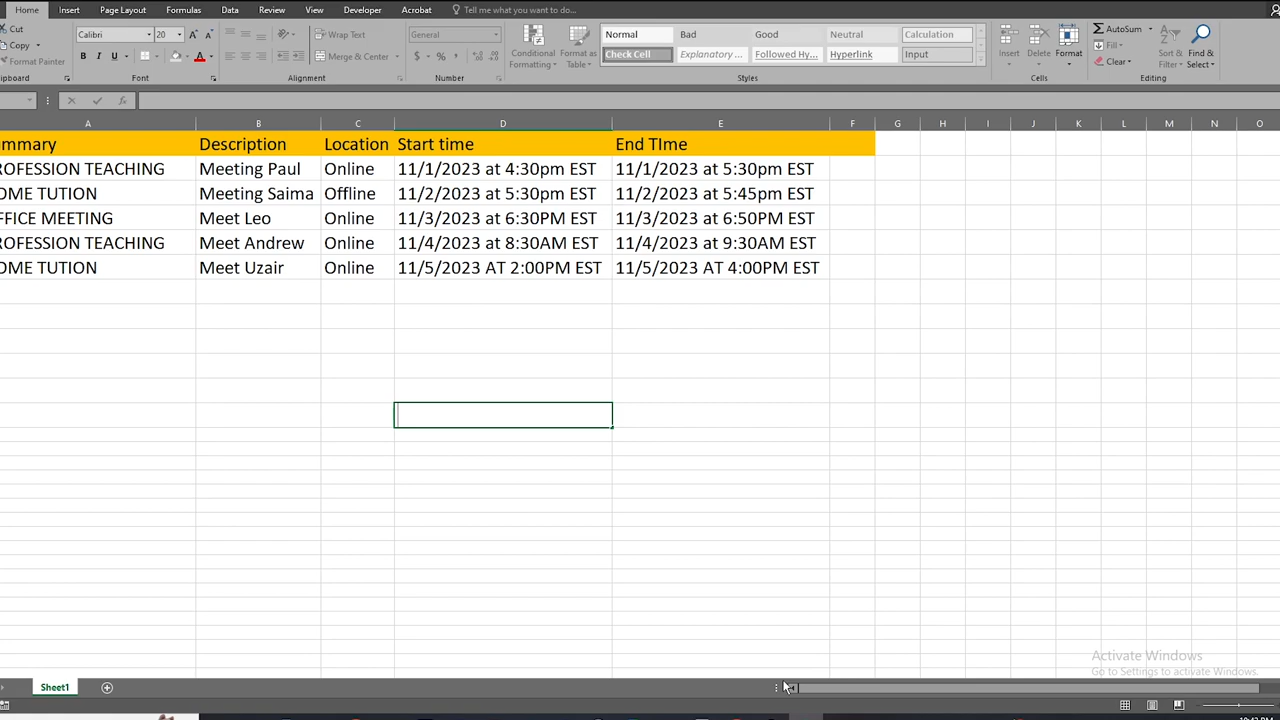 Home Insert Page Layout Formulas Data Review View Developer Acrobat Tell me what you want to do...
Cut Calibri 20 Wrap Text General Normal Bad Good Neutral Calculation AutoSum
Copy Conditional Format as Insert Delete Format Fill Sort & Find &
Format Painter B I U A Merge & Center $ % , Formatting Table Check Cell Explanatory ... Followed Hy... Hyperlink Input Clear Filter Select
pboard Font Alignment Number Styles Cells Editing
fx
A B C D E F G H I J K L M N O
mmary Description Location Start time End TIme
ROFESSION TEACHING Meeting Paul Online 11/1/2023 at 4:30pm EST 11/1/2023 at 5:30pm EST
OME TUTION Meeting Saima Offline 11/2/2023 at 5:30pm EST 11/2/2023 at 5:45pm EST
FFICE MEETING Meet Leo Online 11/3/2023 at 6:30PM EST 11/3/2023 at 6:50PM EST
ROFESSION TEACHING Meet Andrew Online 11/4/2023 at 8:30AM EST 11/4/2023 at 9:30AM EST
OME TUTION Meet Uzair Online 11/5/2023 AT 2:00PM EST 11/5/2023 AT 4:00PM EST
Activate Windows
Go to Settings to activate Windows.
Sheet1